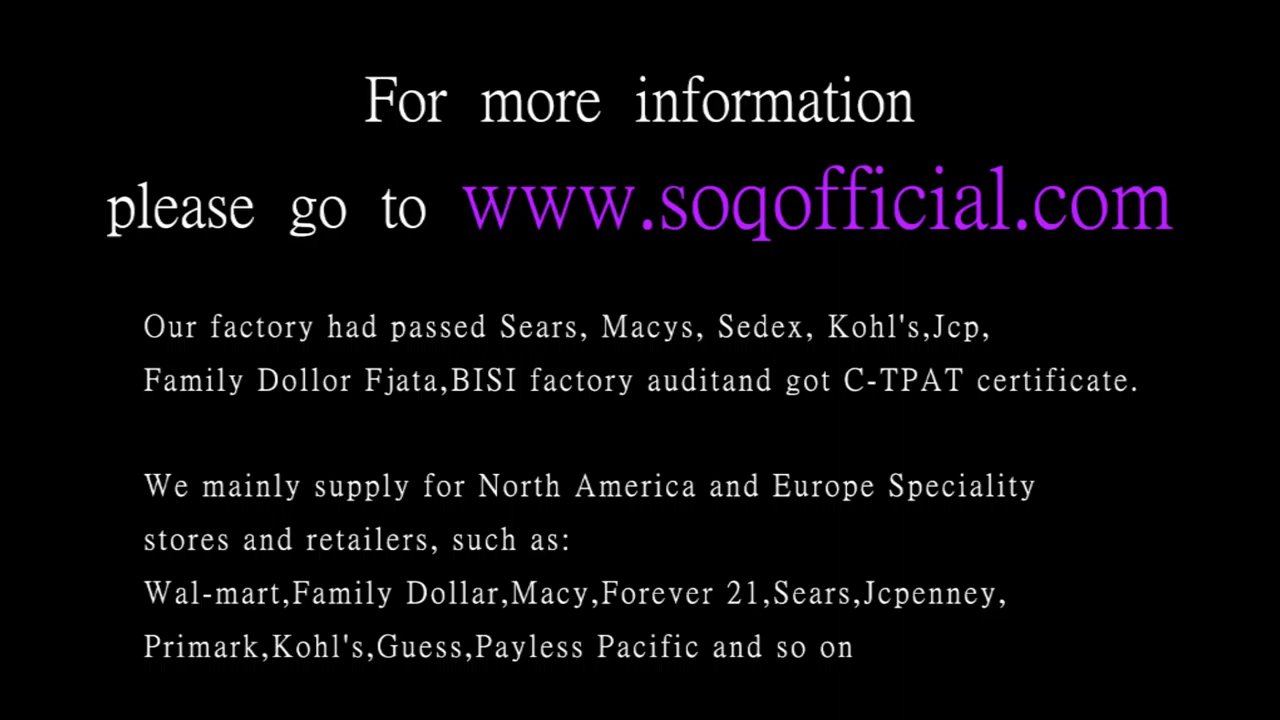 For more information
please go to www.soqofficial.com
Our factory had passed Sears, Macys, Sedex, Kohl's,Jcp,
Family Dollor Fjata,BISI factory auditand got C-TPAT certificate.
We mainly supply for North America and Europe Speciality
stores and retailers, such as:
Wal-mart,Family Dollar,Macy,Forever 21,Sears,Jcpenney,
Primark,Kohl's,Guess,Payless Pacific and so on